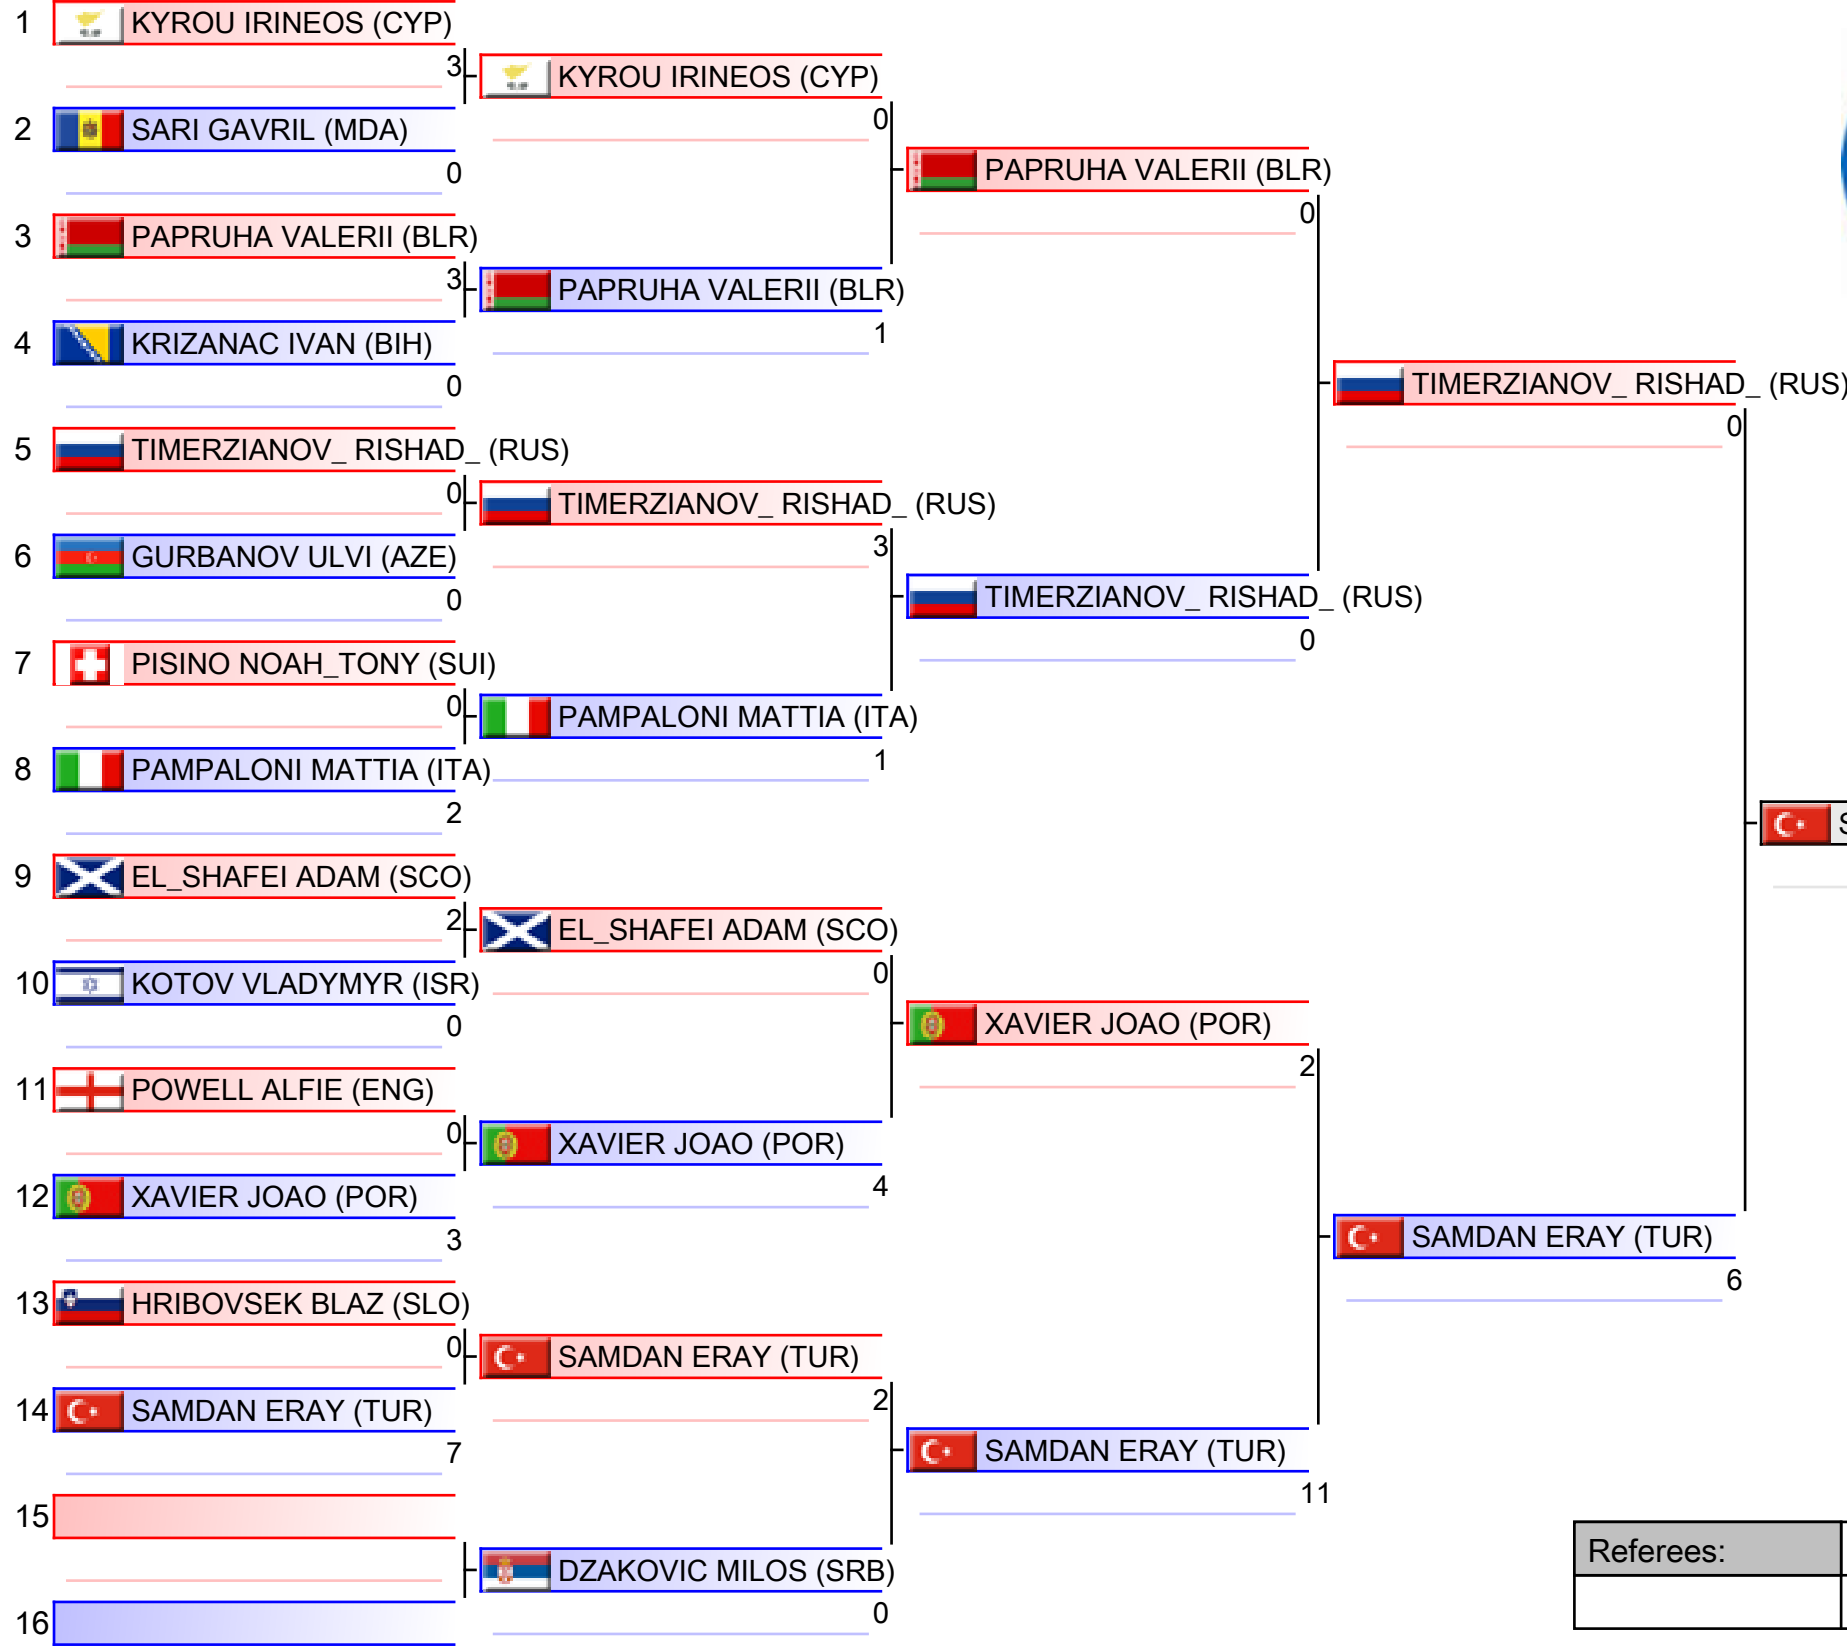 1 KYROU IRINEOS (CYP)
3 KYROU IRINEOS (CYP)
2 SARI GAVRIL (MDA)
0
0
PAPRUHA VALERII (BLR)
0
3 PAPRUHA VALERII (BLR)
3 PAPRUHA VALERII (BLR)
1
4 KRIZANAC IVAN (BIH)
0
TIMERZIANOV_ RISHAD_ (RUS)
0
5 TIMERZIANOV_ RISHAD_ (RUS)
0 TIMERZIANOV_ RISHAD_ (RUS)
3
6 GURBANOV ULVI (AZE)
0
TIMERZIANOV_ RISHAD_ (RUS)
0
7 PISINO NOAH_TONY (SUI)
0 PAMPALONI MATTIA (ITA)
1
8 PAMPALONI MATTIA (ITA)
2
9 EL_SHAFEI ADAM (SCO)
2 EL_SHAFEI ADAM (SCO)
0
10 KOTOV VLADYMYR (ISR)
0
XAVIER JOAO (POR)
2
11 POWELL ALFIE (ENG)
0 XAVIER JOAO (POR)
4
12 XAVIER JOAO (POR)
3
SAMDAN ERAY (TUR)
6
13 HRIBOVSEK BLAZ (SLO)
0 SAMDAN ERAY (TUR)
2
14 SAMDAN ERAY (TUR)
7
SAMDAN ERAY (TUR)
11
15
DZAKOVIC MILOS (SRB)
0
16
Referees: